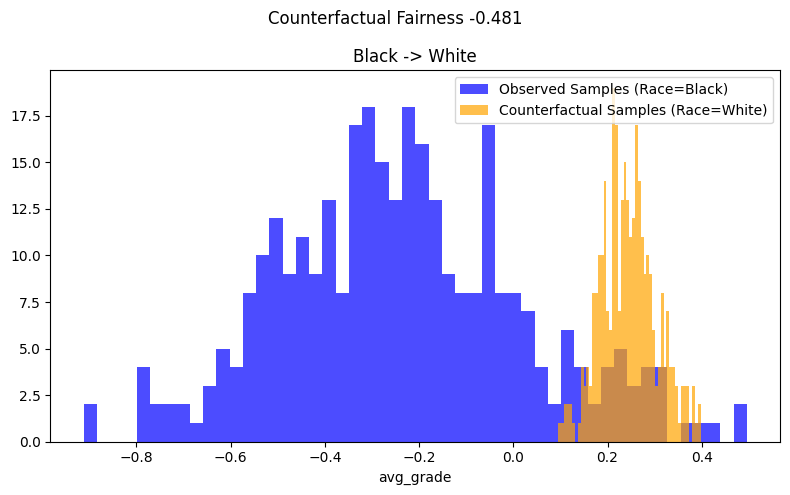 Counterfactual Fairness -0.481
Black -> White
Observed Samples (Race=Black)
Counterfactual Samples (Race=White)
17.5
15.0
12.5
10.0
7.5
5.0
2.5
0.0
−0.8 −0.6 −0.4 −0.2 0.0 0.2 0.4
avg_grade